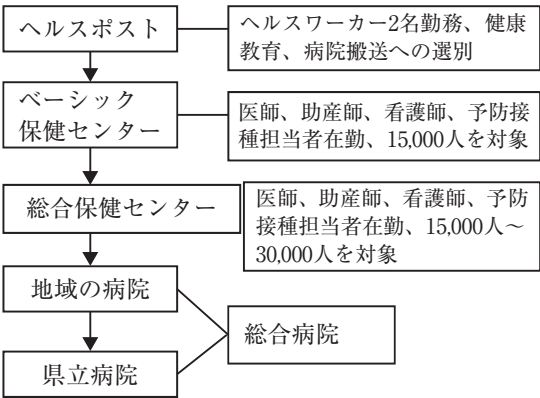 ヘルスポスト
ヘルスワーカー2名勤務、健康
教育、病院搬送への選別
ベーシック
保健センター
医師、助産師、看護師、予防接
種担当者在勤、15,000人を対象
総合保健センター
医師、助産師、看護師、予防
接種担当者在勤、15,000人~
30,000人を対象
地域の病院
総合病院
県立病院